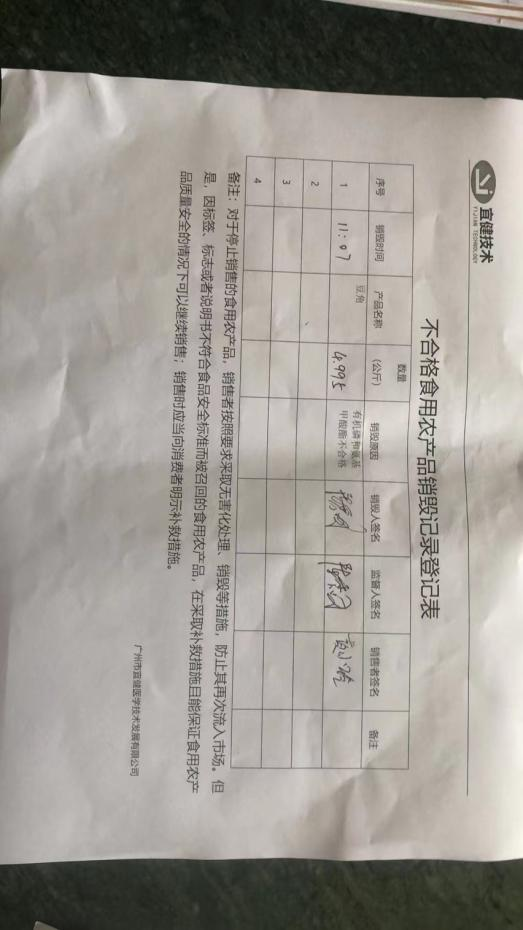 宜健技术
YIJIAN TECHNOLOGY
不合格食用农产品销毁记录登记表
序号 销毁时间 产品名称 数量（公斤） 销毁原因 销毁人签名 监督人签名 销售者签名 备注
1 11:07 豆角 4.995 有机磷和氨基甲酸酯不合格
2
3
4
备注：对于停止销售的食用农产品，销售者按照要求采取无害化处理、销毁等措施，防止其再次流入市场。但
是，因标签、标志或者说明书不符合食品安全标准而被召回的食用农产品，在采取补救措施且能保证食用农产
品质量安全的情况下可以继续销售；销售时应当向消费者明示补救措施。
广州市宜健医学技术发展有限公司